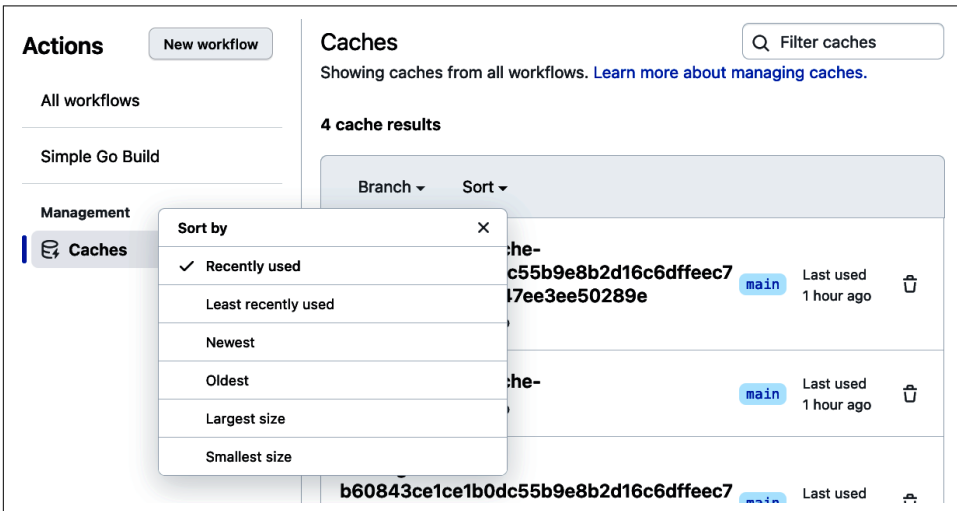 Actions
New workflow
All workflows
Simple Go Build
Management
Caches
Caches
Filter caches
Showing caches from all workflows. Learn more about managing caches.
4 cache results
Branch
Sort
Sort by
Recently used
Least recently used
Newest
Oldest
Largest size
Smallest size
che-
c55b9e8b2d16c6dffeec7
47ee3ee50289e
main
Last used
1 hour ago
che-
main
Last used
1 hour ago
b60843ce1ce1b0dc55b9e8b2d16c6dffeec7
main
Last used